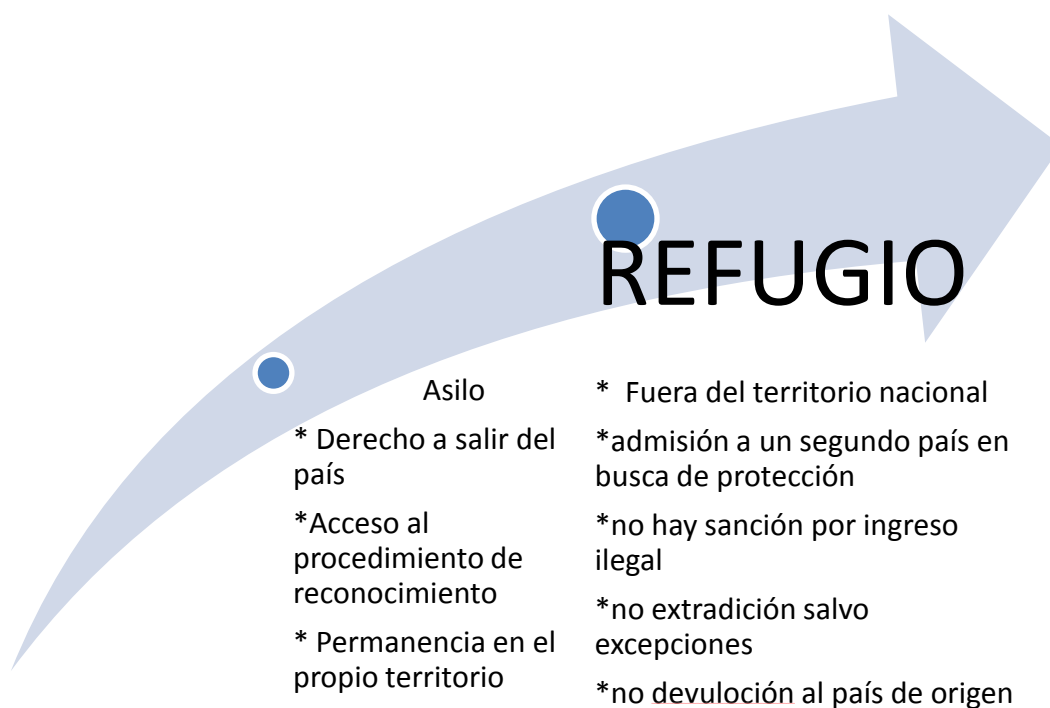 REFUGIO
Asilo
* Derecho a salir del
país
*Acceso al
procedimiento de
reconocimiento
* Permanencia en el
propio territorio
* Fuera del territorio nacional
*admisión a un segundo país en
busca de protección
*no hay sanción por ingreso
ilegal
*no extradición salvo
excepciones
*no devuloción al país de origen